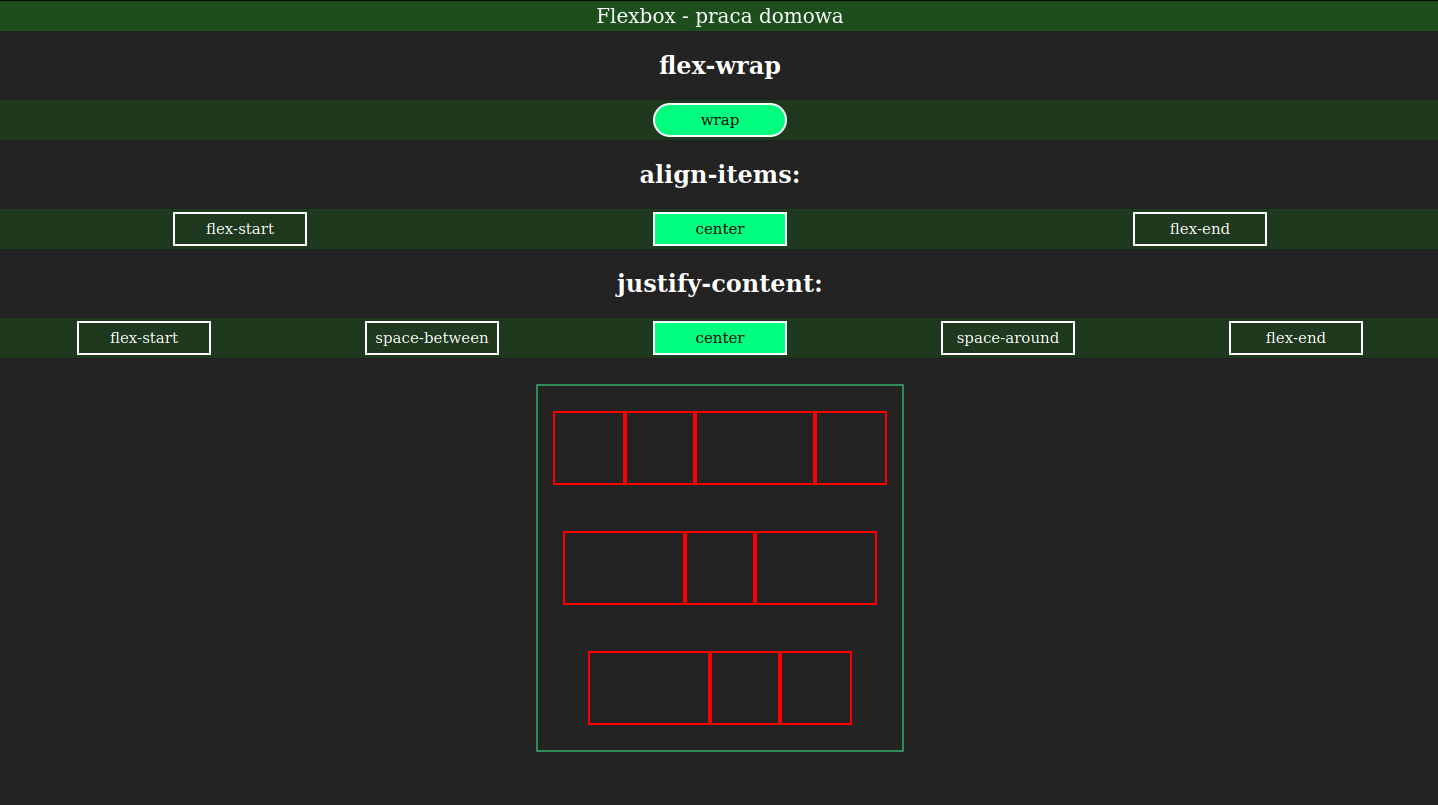 Flexbox - praca domowa
flex-wrap
wrap
align-items:
flex-start center flex-end
justify-content:
flex-start space-between center space-around flex-end